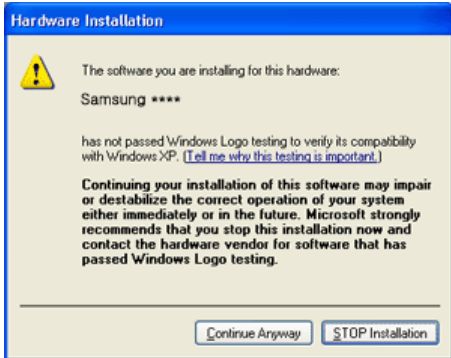 Hardware Installation
The software you are installing for this hardware:
Samsung ****
has not passed Windows Logo testing to verify its compatibility
with Windows XP. (Tell me why this testing is important.)
Continuing your installation of this software may impair
or destabilize the correct operation of your system
either immediately or in the future. Microsoft strongly
recommends that you stop this installation now and
contact the hardware vendor for software that has
passed Windows Logo testing.
Continue Anyway
STOP Installation